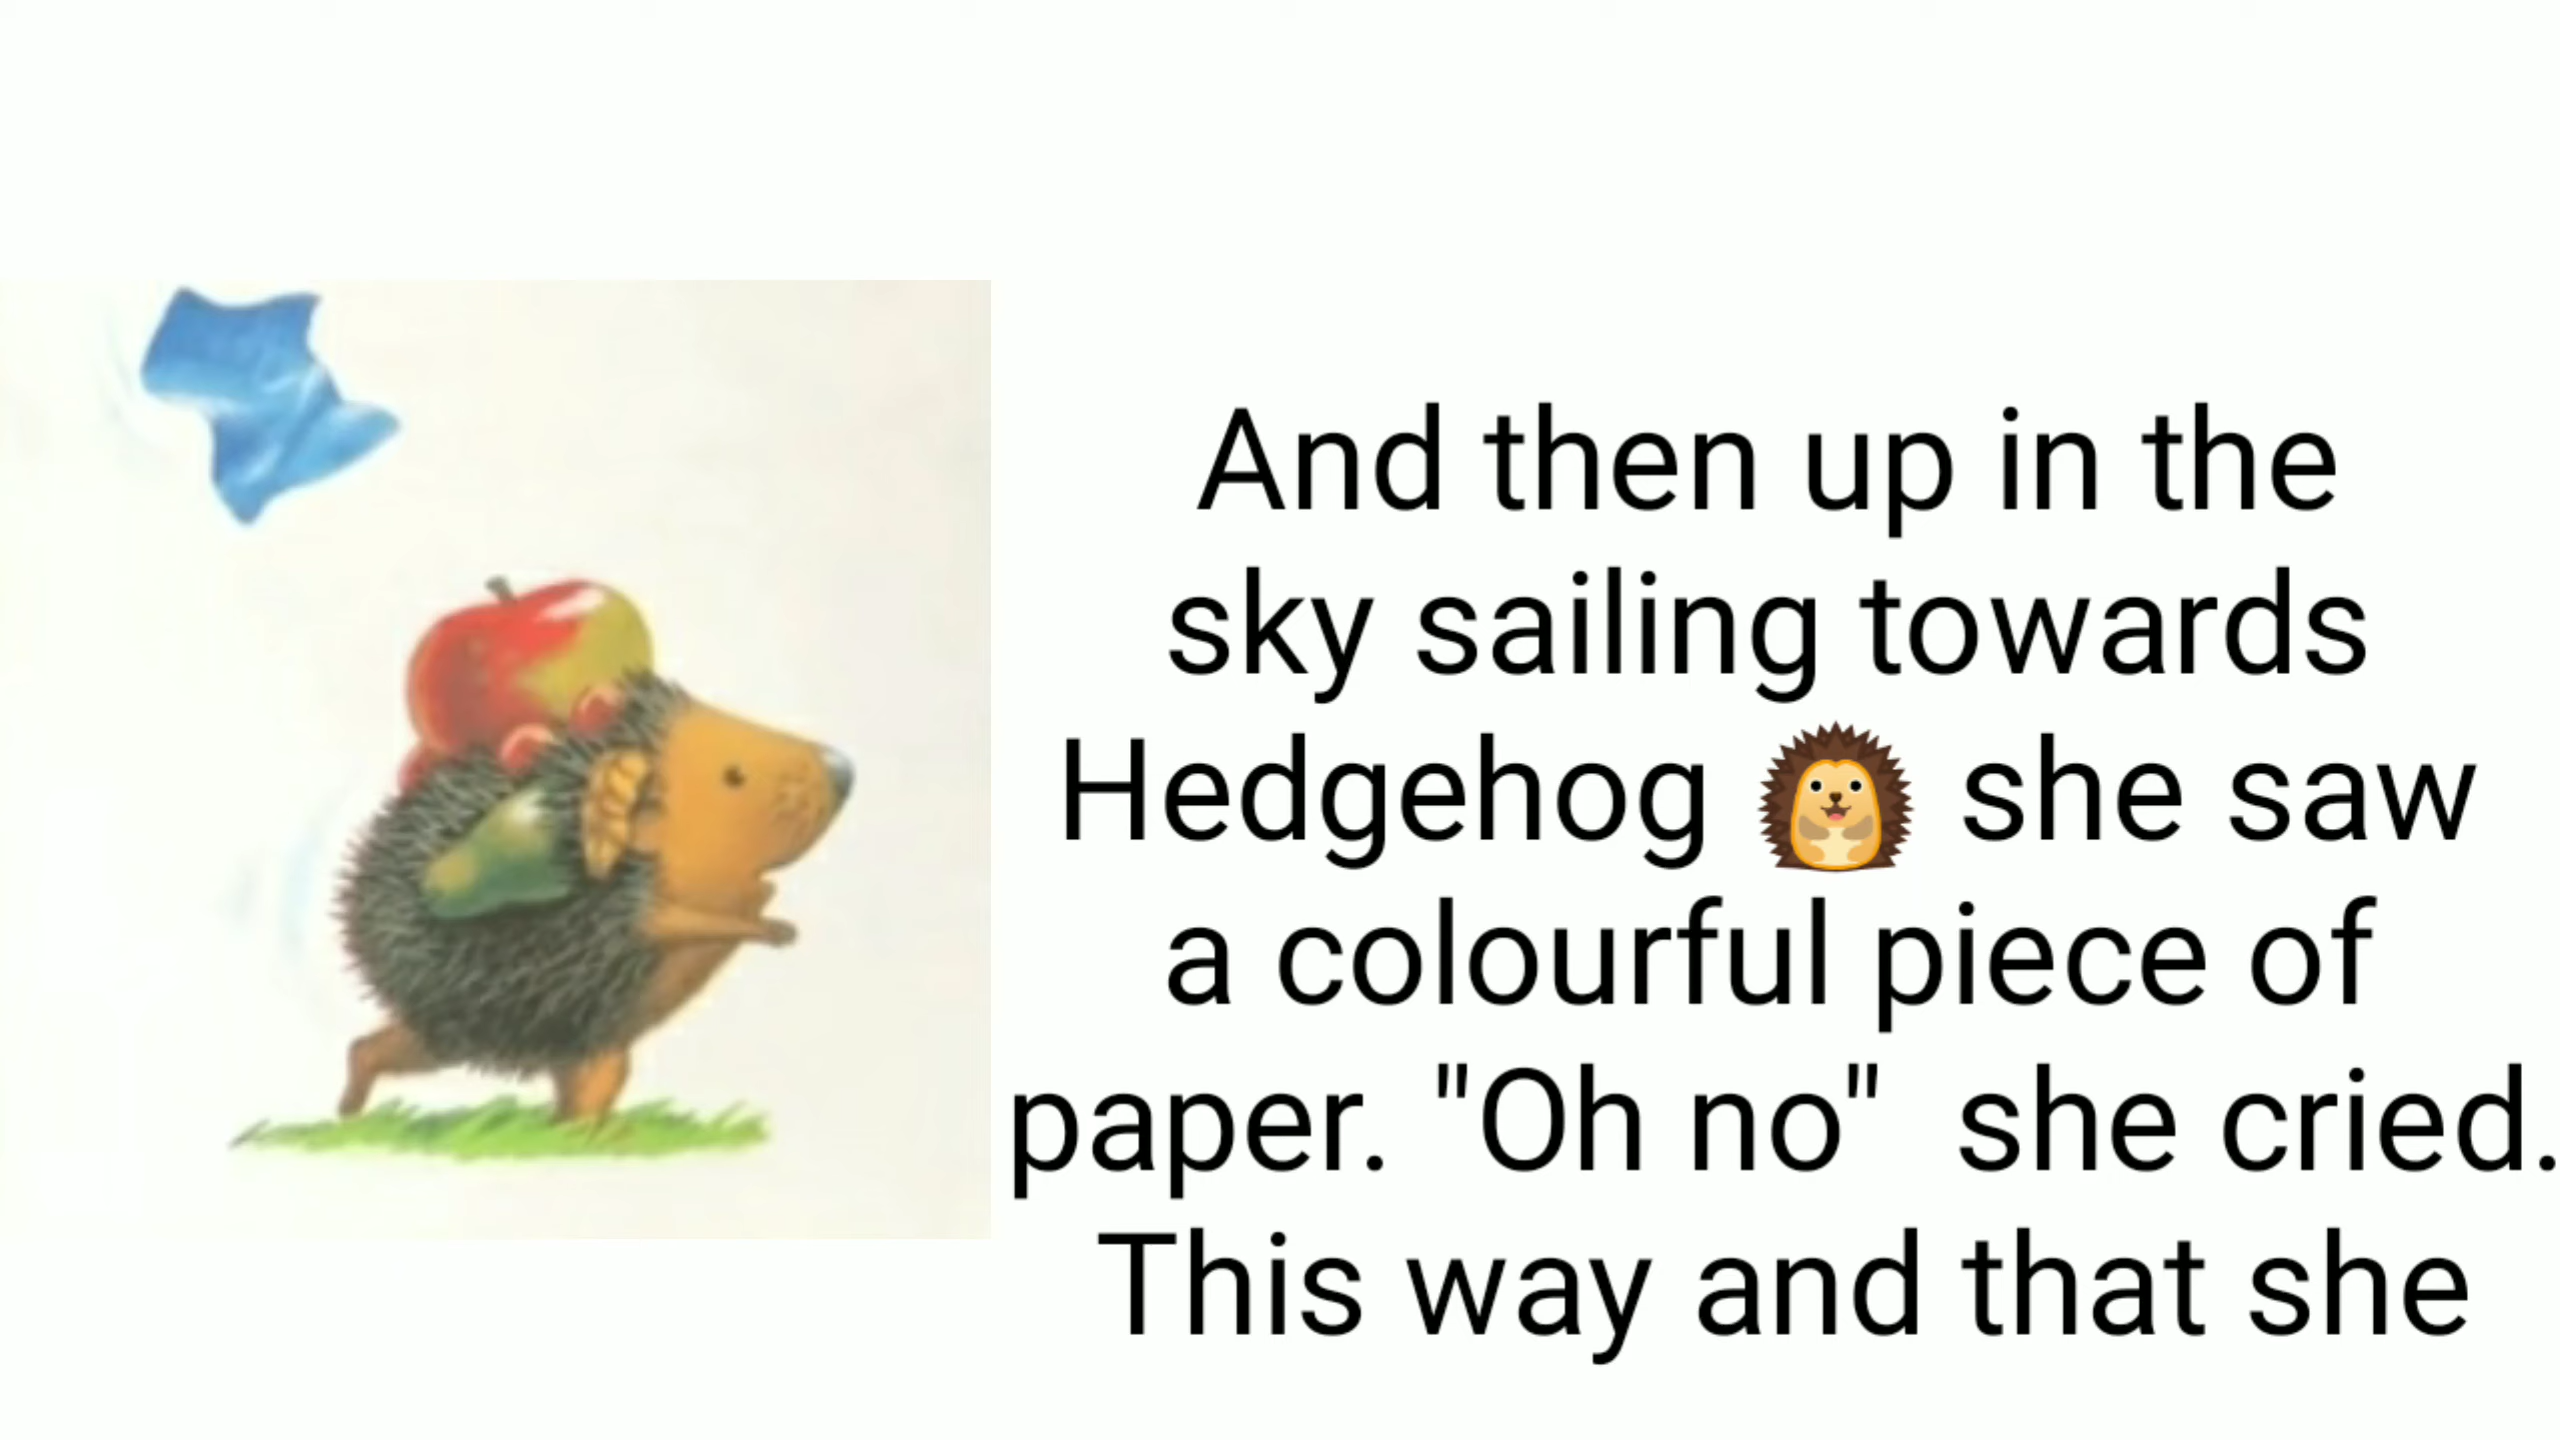 And then up in the
sky sailing towards
Hedgehog 🦔 she saw
a colourful piece of
paper. "Oh no"  she cried.
This way and that she